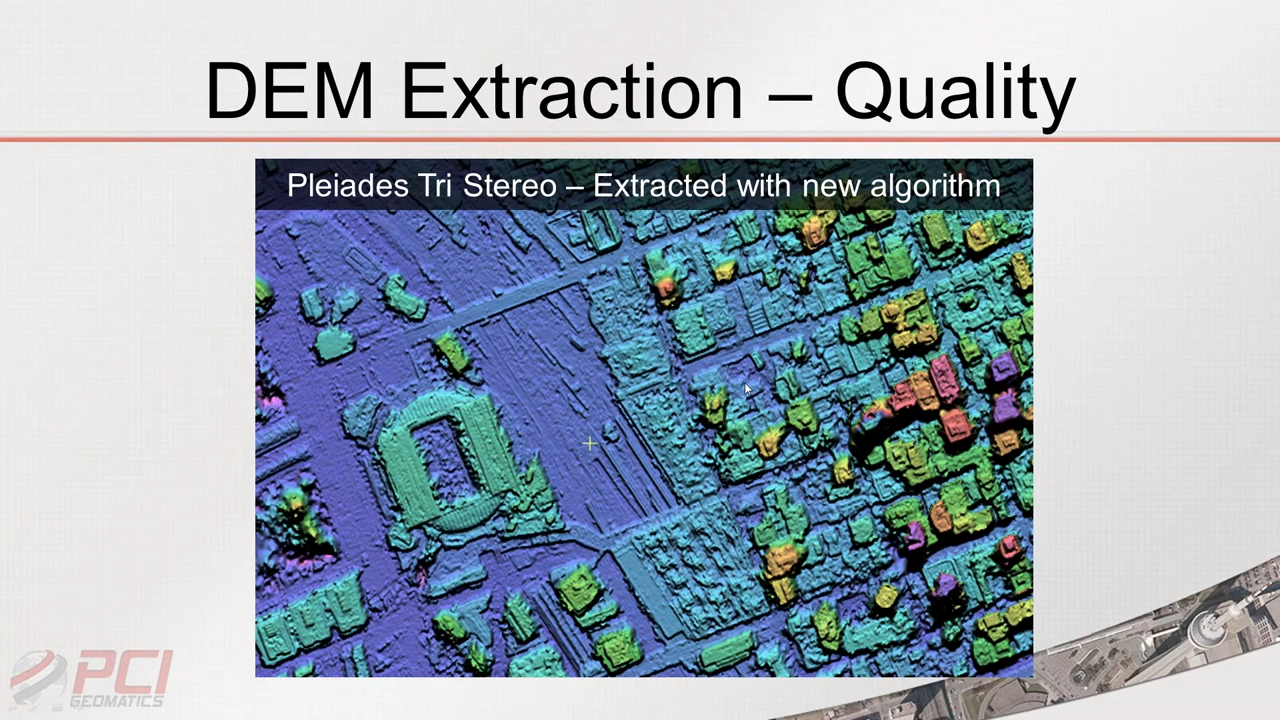 DEM Extraction – Quality
Pleiades Tri Stereo – Extracted with new algorithm
PCI
GEOMATICS